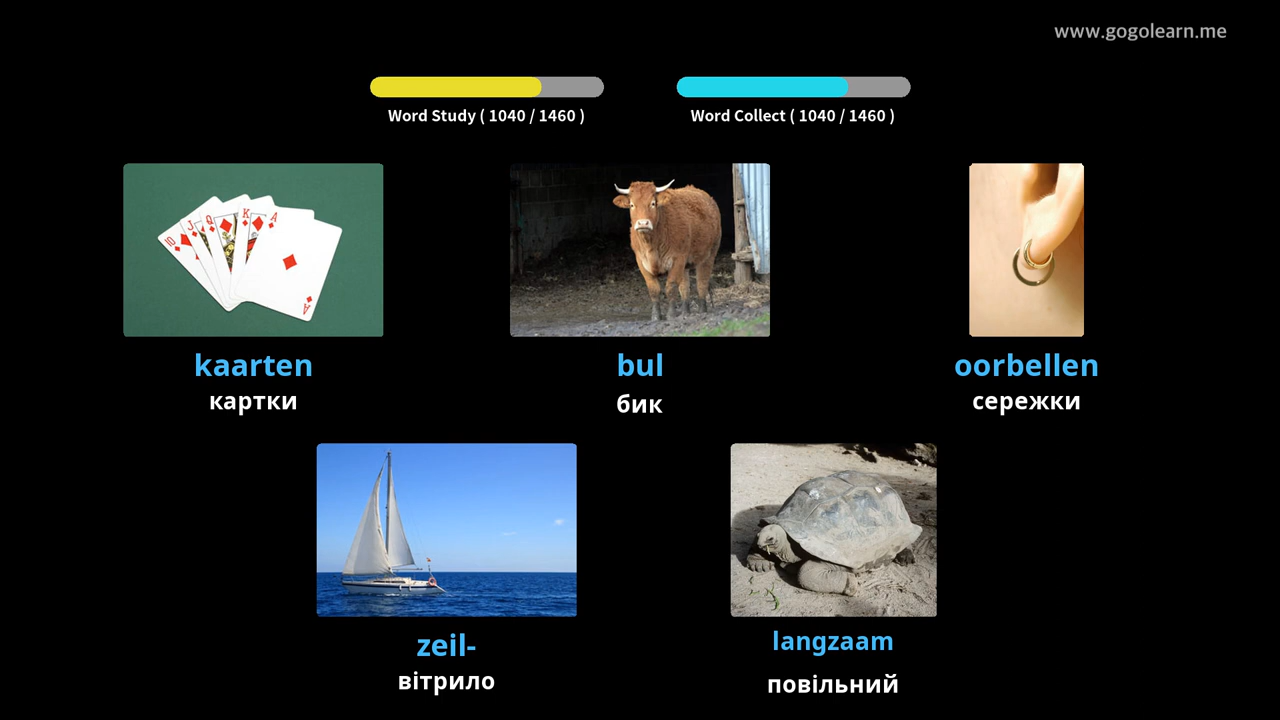 www.gogolearn.me
Word Study ( 1040 / 1460 )
Word Collect ( 1040 / 1460 )
kaarten
картки
bul
бик
oorbellen
сережки
zeil-
вітрило
langzaam
повільний